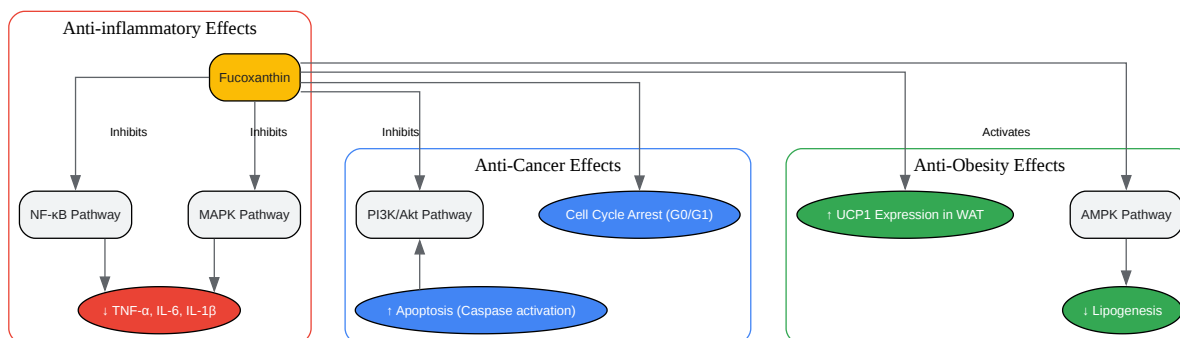 Anti-inflammatory Effects
Fucoxanthin
Inhibits
Inhibits
Inhibits
Activates
Anti-Cancer Effects
Anti-Obesity Effects
NF-κB Pathway
MAPK Pathway
PI3K/Akt Pathway
Cell Cycle Arrest (G0/G1)
↑ UCP1 Expression in WAT
AMPK Pathway
↓ TNF-α, IL-6, IL-1β
↑ Apoptosis (Caspase activation)
↓ Lipogenesis